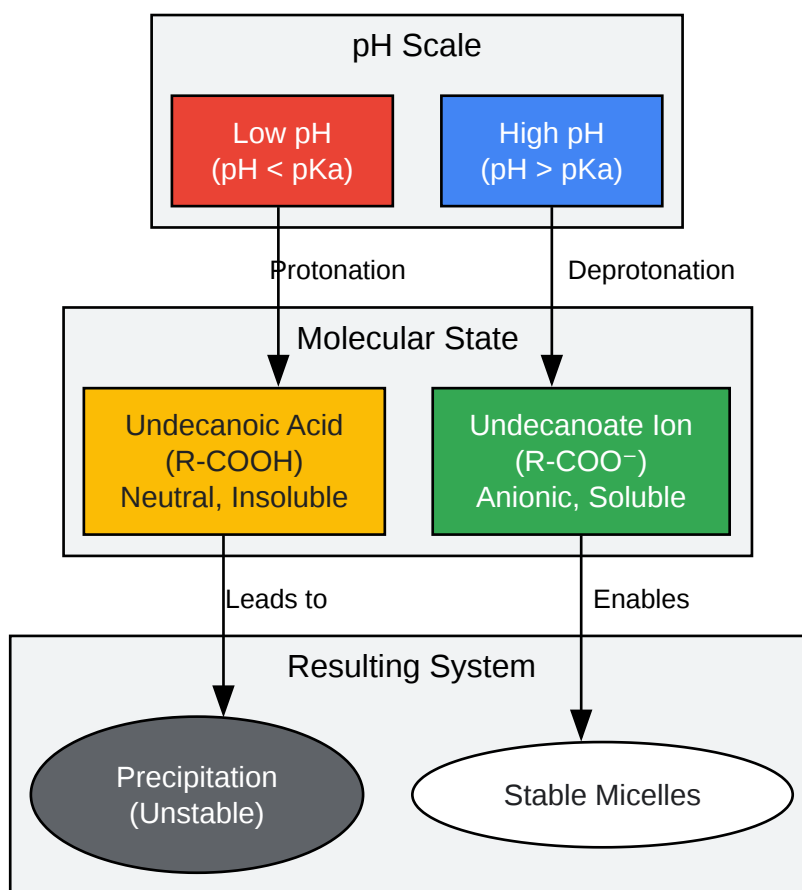 pH Scale
Low pH
(pH < pKa)
High pH
(pH > pKa)
Protonation
Deprotonation
Molecular State
Undecanoic Acid
(R-COOH)
Neutral, Insoluble
Undecanoate Ion
(R-COO⁻)
Anionic, Soluble
Leads to
Enables
Resulting System
Precipitation
(Unstable)
Stable Micelles